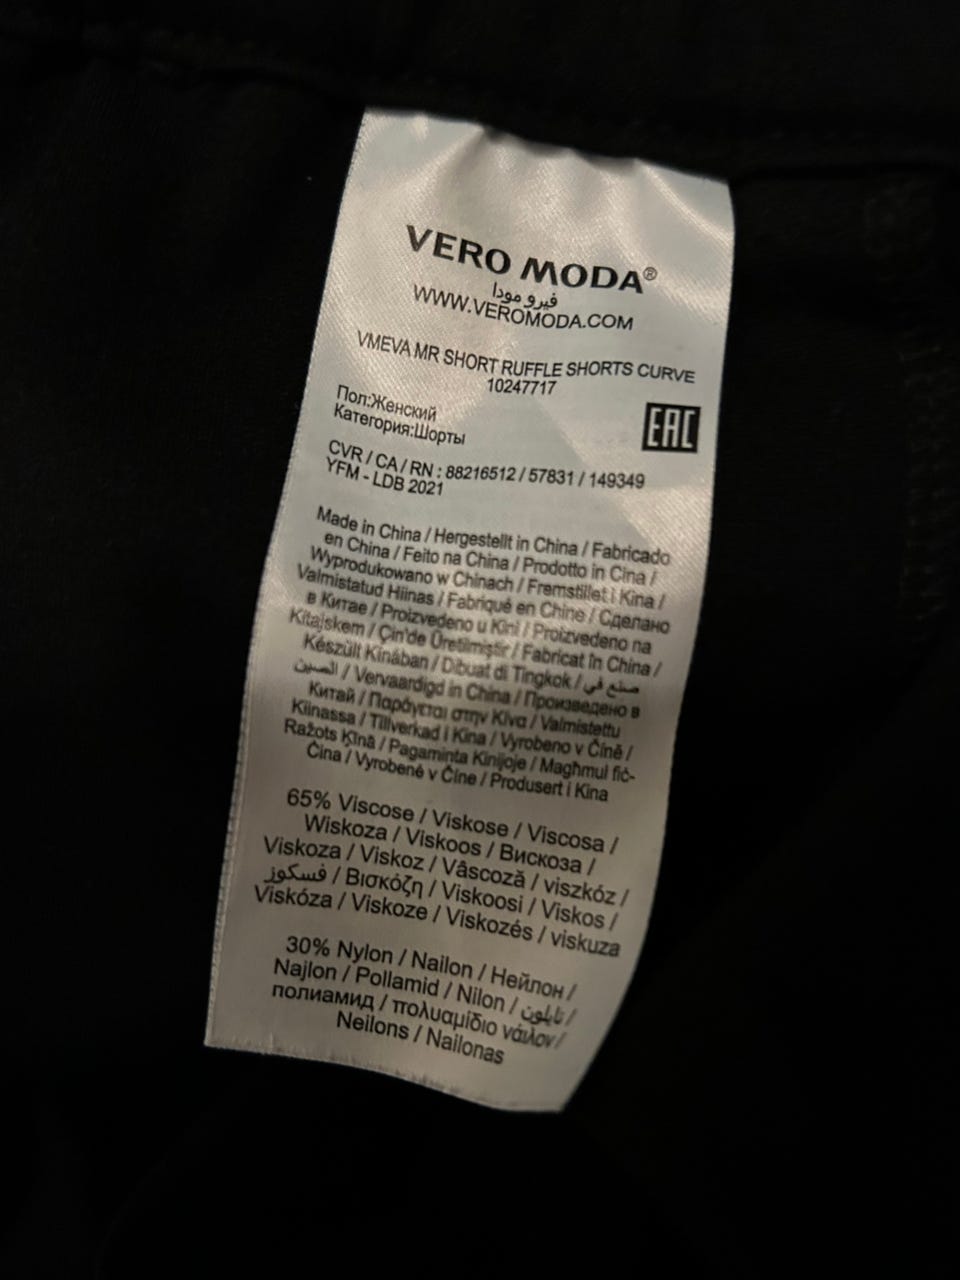 VERO MODA®
فيرو مودا
WWW.VEROMODA.COM
VMEVA MR SHORT RUFFLE SHORTS CURVE
10247717
Пол:Женский
Категория:Шорты
EAC
CVR / CA / RN : 88216512 / 57831 / 149349
YFM - LDB 2021
Made in China / Hergestellt in China / Fabricado
en China / Feito na China / Prodotto in Cina /
Wyprodukowano w Chinach / Fremstillet i Kina /
Valmistatud Hiinas / Fabriqué en Chine / Сделано
в Китае / Proizvedeno u Kini / Proizvedeno na
Kitajskem / Çin'de Üretilmiştir / Fabricat în China /
Készült Kínában / Dibuat di Tingkok / صنع في
الصين / Vervaardigd in China / Произведено в
Китай / Παράγεται στην Κίνα / Valmistettu
Kiinassa / Tillverkad i Kina / Vyrobeno v Číně /
Ražots Ķīnā / Pagaminta Kinijoje / Magħmul fiċ-
Ċina / Vyrobené v Číne / Produsert i Kina
65% Viscose / Viskose / Viscosa /
Wiskoza / Viskoos / Вискоза /
Viskoza / Viskoz / Vâscoză / viszkóz /
فسكوز / Βισκόζη / Viskoosi / Viskos /
Viskóza / Viskoze / Viskozės / viskuza
30% Nylon / Nailon / Нейлон /
Najlon / Pollamid / Nilon / نايلون /
полиамид / πολυαμίδιο νάιλον /
Neilons / Nailonas